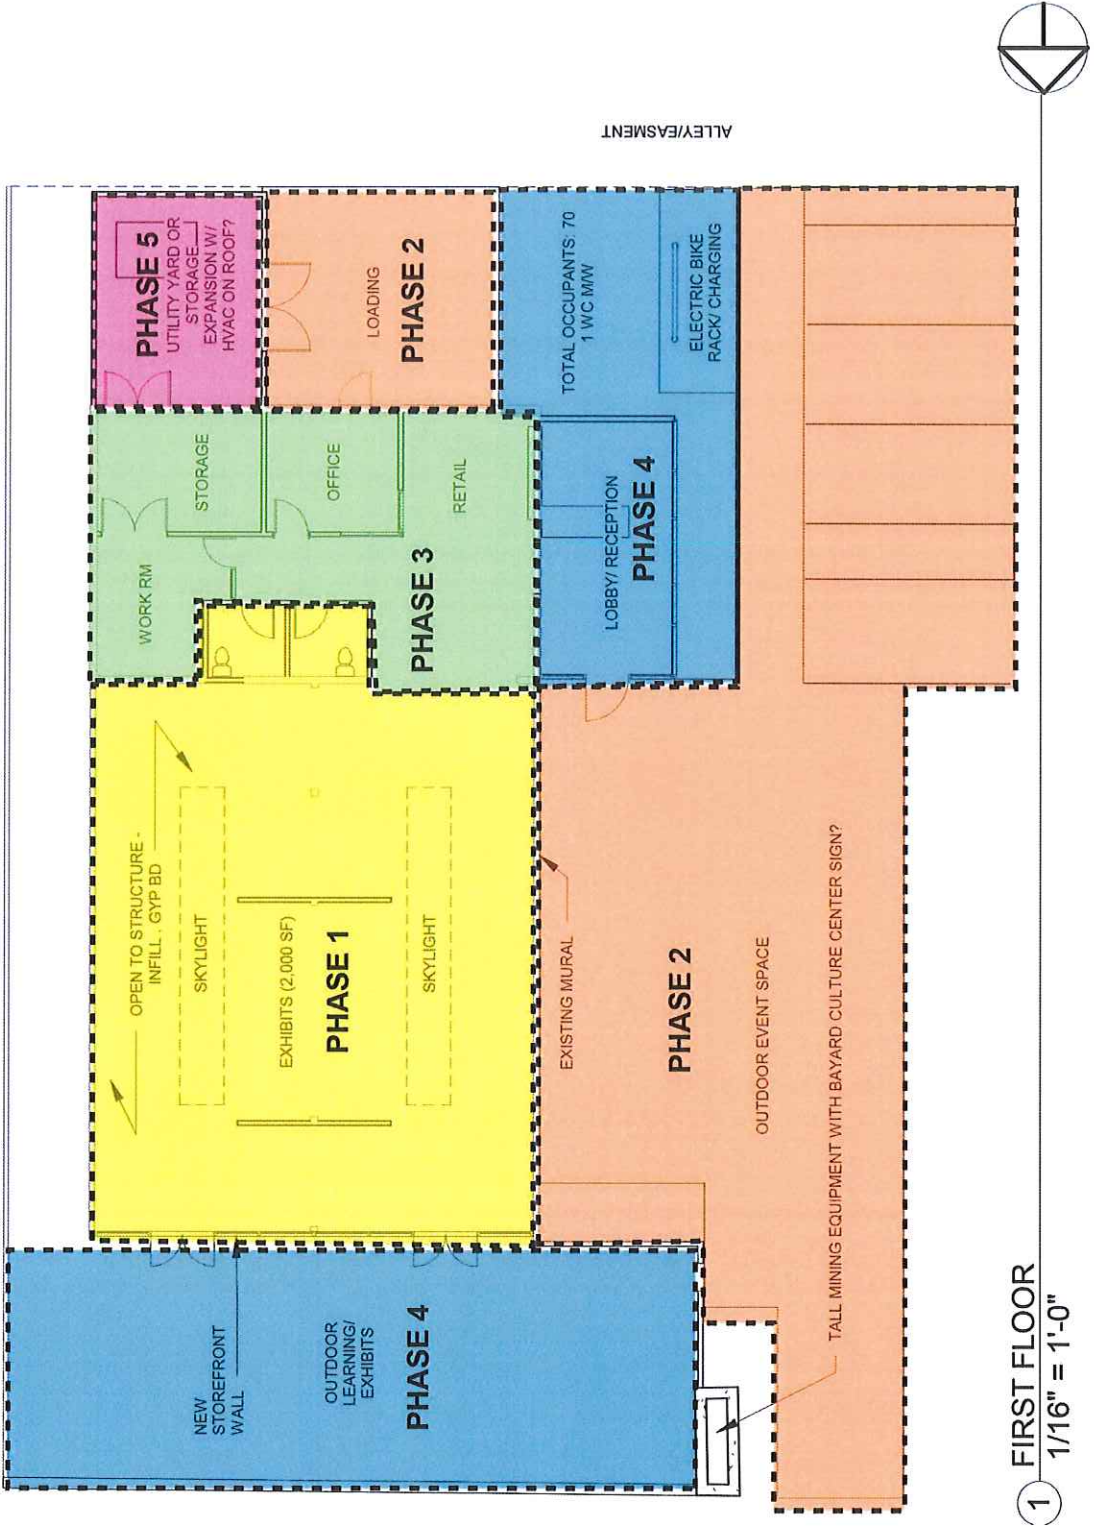 ALLEY/EASMENT
PHASE 5
UTILITY YARD OR
STORAGE
EXPANSION W/
HVAC ON ROOF?
LOADING
PHASE 2
TOTAL OCCUPANTS: 70
1 WC M/W
ELECTRIC BIKE
RACK/ CHARGING
STORAGE
OFFICE
RETAIL
WORK RM
PHASE 3
LOBBY/ RECEPTION
PHASE 4
OPEN TO STRUCTURE -
INFILL . GYP BD
SKYLIGHT
EXHIBITS (2,000 SF)
PHASE 1
SKYLIGHT
EXISTING MURAL
PHASE 2
OUTDOOR EVENT SPACE
TALL MINING EQUIPMENT WITH BAYARD CULTURE CENTER SIGN?
NEW
STOREFRONT
WALL
OUTDOOR
LEARNING/
EXHIBITS
PHASE 4
1
FIRST FLOOR
1/16" = 1'-0"